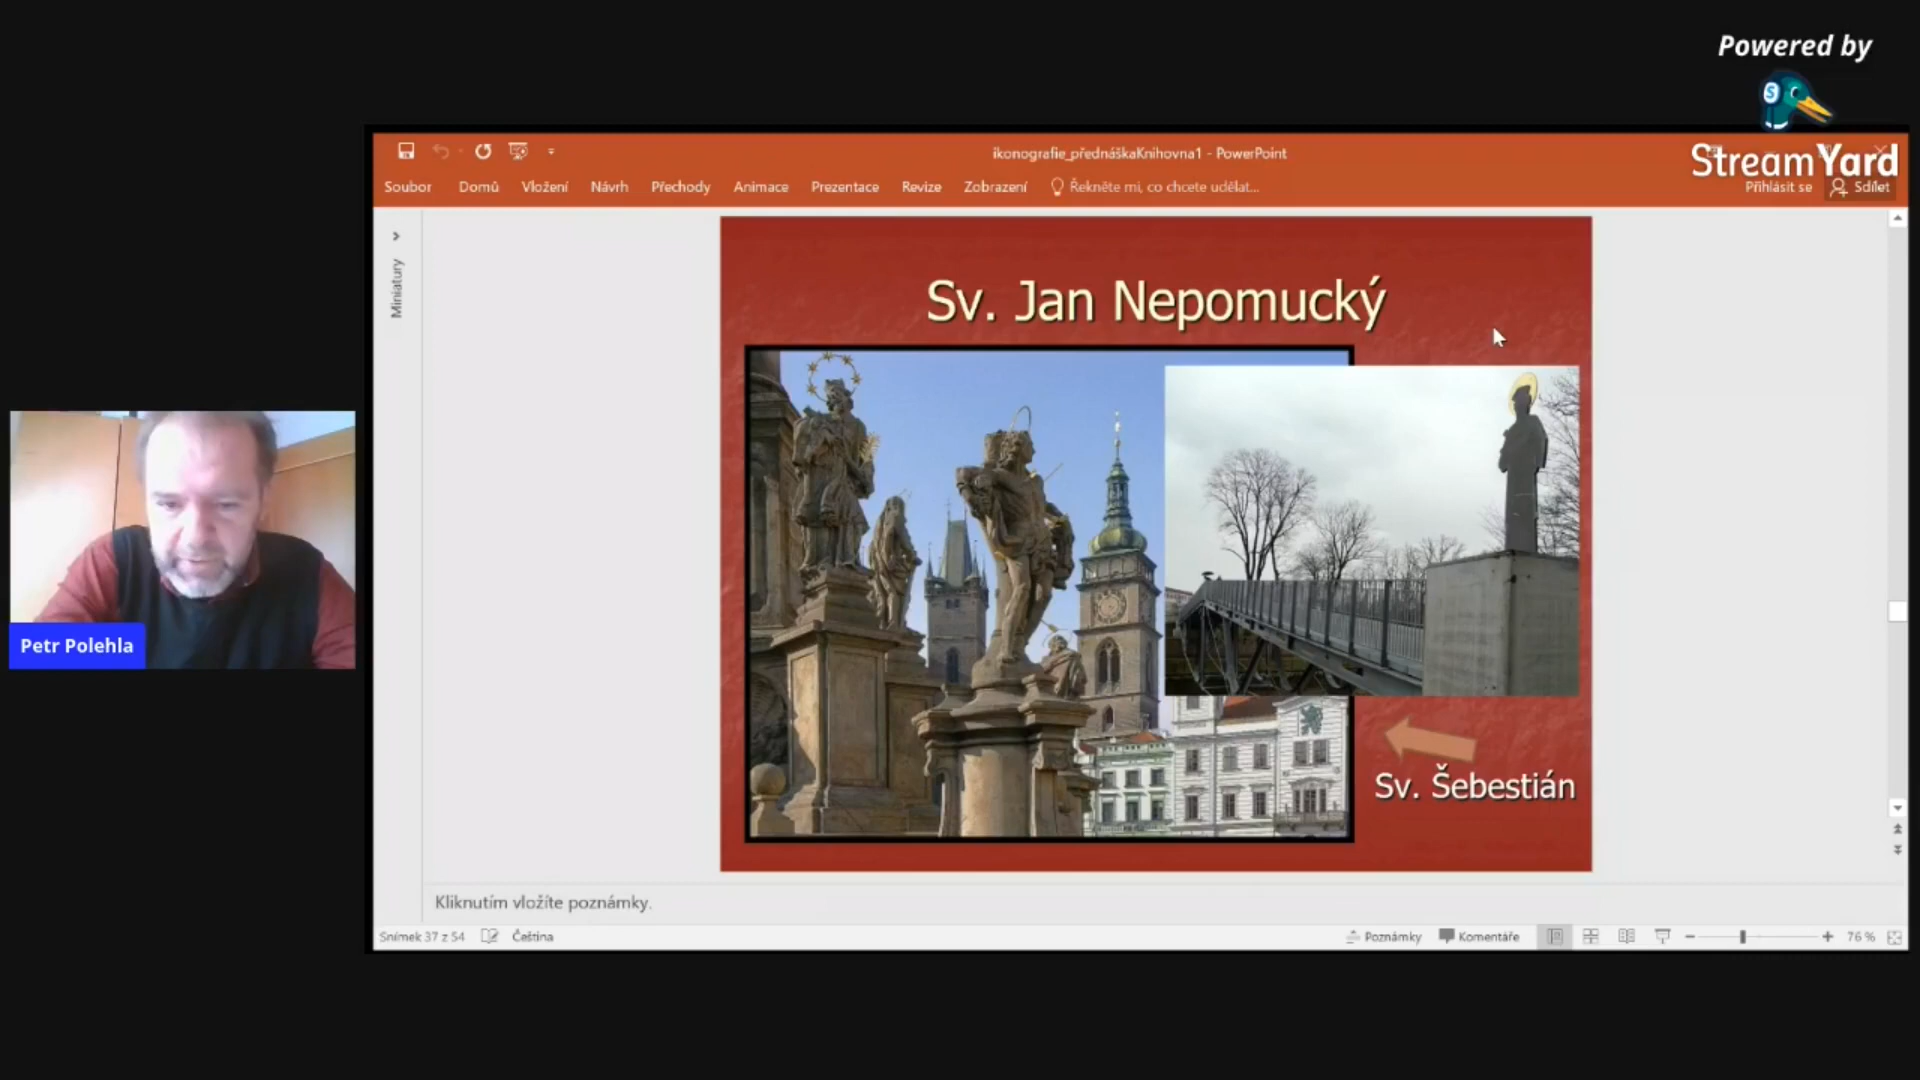 Powered by
StreamYard
ikonografie_přednáškaKnihovna1 - PowerPoint
Soubor Domů Vložení Návrh Přechody Animace Prezentace Revize Zobrazení Řekněte mi, co chcete udělat... Přihlásit se Sdílet
Miniatury
Sv. Jan Nepomucký
Sv. Šebestián
Petr Polehla
Kliknutím vložíte poznámky.
Snímek 37 z 54 Čeština Poznámky Komentáře 76 %